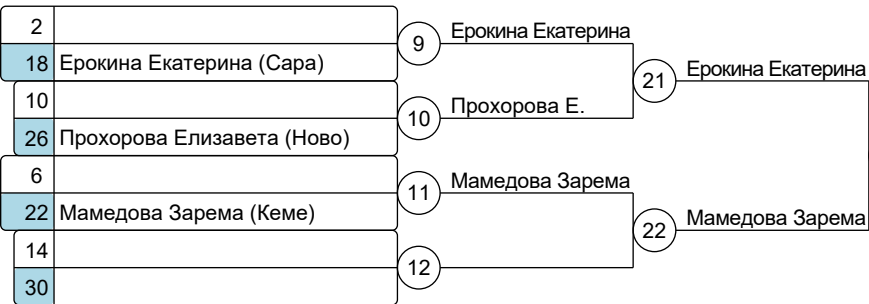 2
18 Ерокина Екатерина (Сара)
10
26 Прохорова Елизавета (Ново)
6
22 Мамедова Зарема (Кеме)
14
30
9 Ерокина Екатерина
10 Прохорова Е.
11 Мамедова Зарема
12
21 Ерокина Екатерина
22 Мамедова Зарема